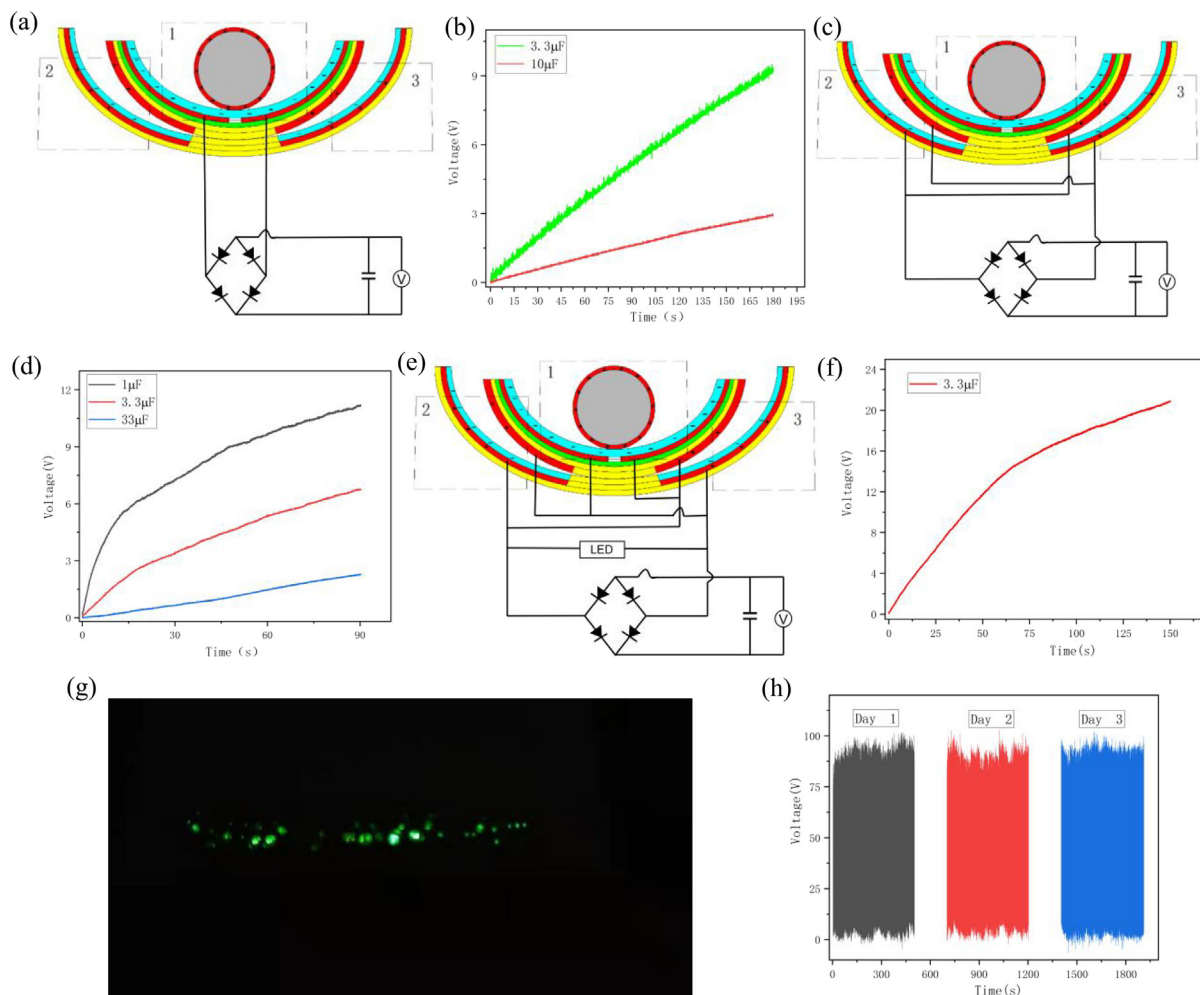 (a)
1
2
3
V
(b)
3.3μF
10μF
Voltage(V)
9
6
3
0
0 15 30 45 60 75 90 105 120 135 145 150 165 180 195
Time (s)
(c)
1
2
3
V
(d)
1μF
3.3μF
33μF
Voltage(V)
12
9
6
3
0
0 30 60 90
Time (s)
(e)
1
2
3
LED
V
(f)
3.3μF
Voltage(V)
24
20
16
12
8
4
0
0 25 50 75 100 125 150
Time(s)
(g)
(h)
Day 1 Day 2 Day 3
Voltage(V)
100
75
50
25
0
0 300 600 900 1200 1500 1800
Time(s)